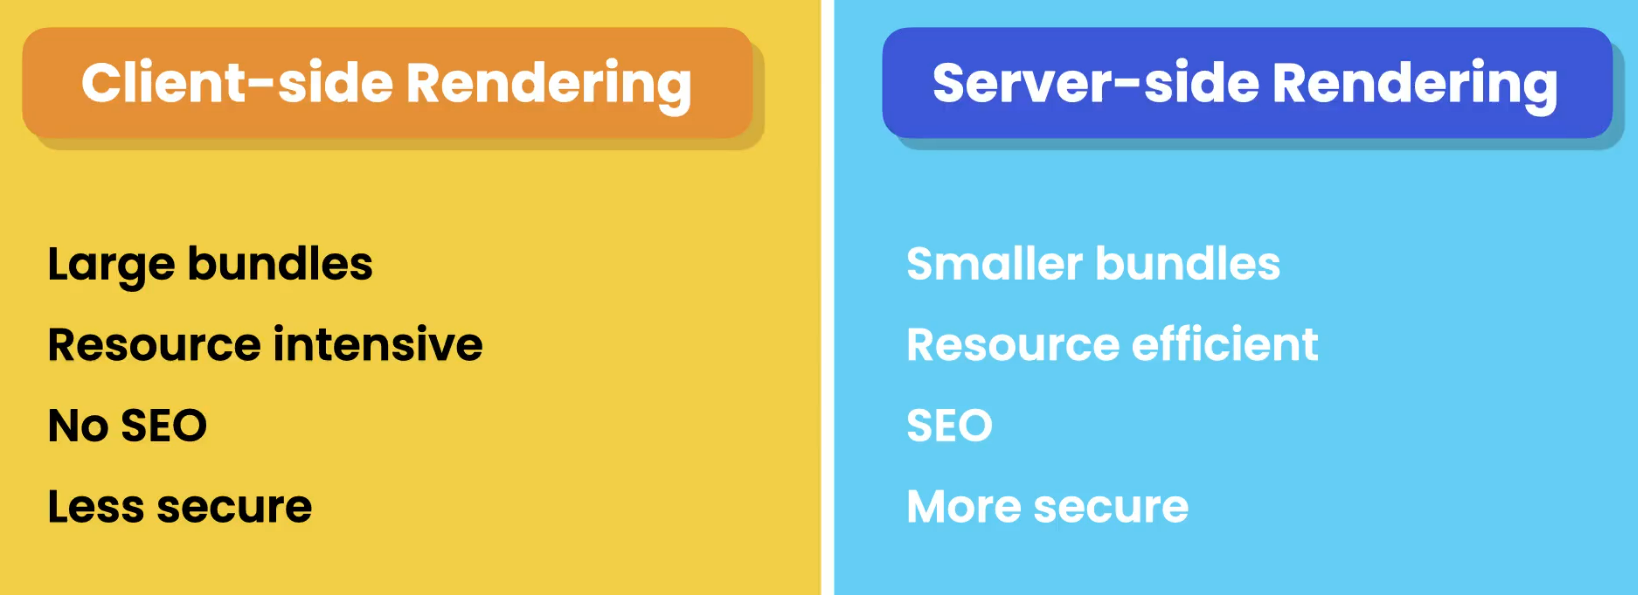 Client-side Rendering
Large bundles
Resource intensive
No SEO
Less secure
Server-side Rendering
Smaller bundles
Resource efficient
SEO
More secure